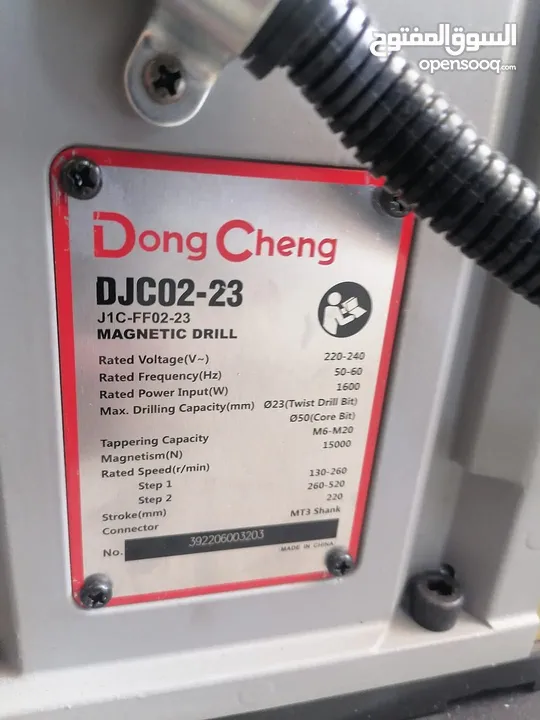 السوق المفتوح
opensooq.com
Dong Cheng
DJC02-23
J1C-FF02-23
MAGNETIC DRILL
Rated Voltage(V~) 220-240
Rated Frequency(Hz) 50-60
Rated Power Input(W) 1600
Max. Drilling Capacity(mm) Ø23(Twist Drill Bit)
Ø50(Core Bit)
Tappering Capacity M6-M20
Magnetism(N) 15000
Rated Speed(r/min)
Step 1 130-260
Step 2 260-520
Stroke(mm) 220
Connector MT3 Shank
No. 392206003203
MADE IN CHINA